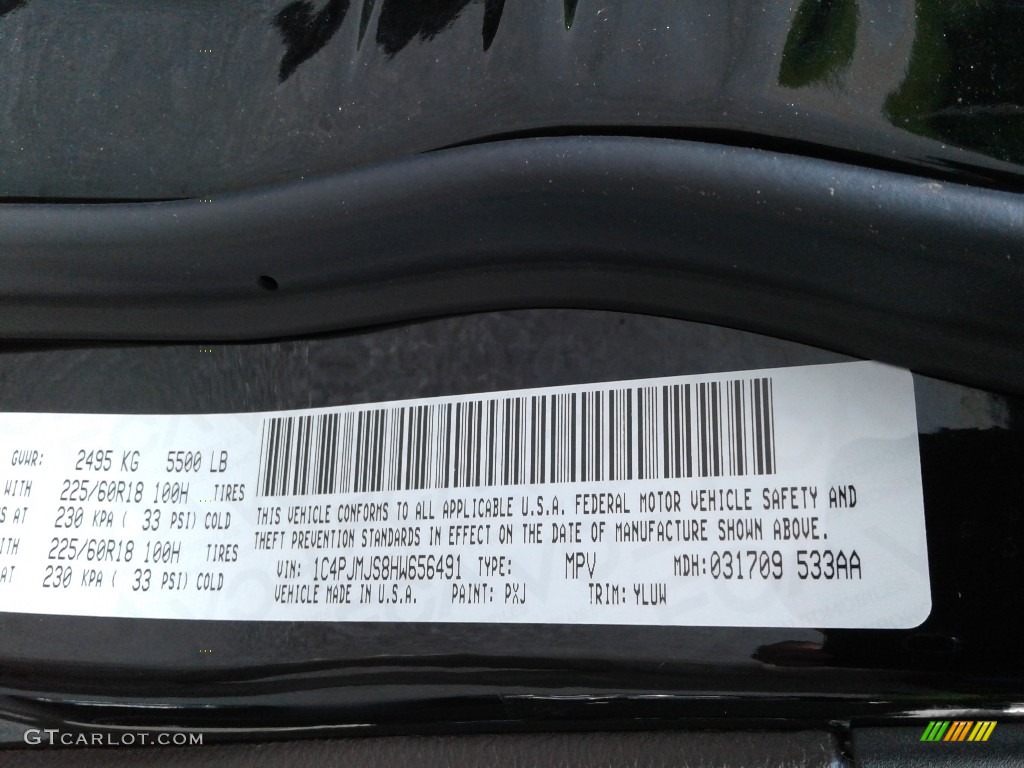 GVWR: 2495 KG 5500 LB
WITH 225/60R18 100H TIRES
AT 230 KPA ( 33 PSI) COLD
225/60R18 100H TIRES
AT 230 KPA ( 33 PSI) COLD
THIS VEHICLE CONFORMS TO ALL APPLICABLE U.S.A. FEDERAL MOTOR VEHICLE SAFETY AND
THEFT PREVENTION STANDARDS IN EFFECT ON THE DATE OF MANUFACTURE SHOWN ABOVE.
VIN: 1C4PJMJS8HW656491 TYPE: MPV MDH: 031709 533AA
VEHICLE MADE IN U.S.A. PAINT: PXJ TRIM: YLUW
GTCARLOT.COM